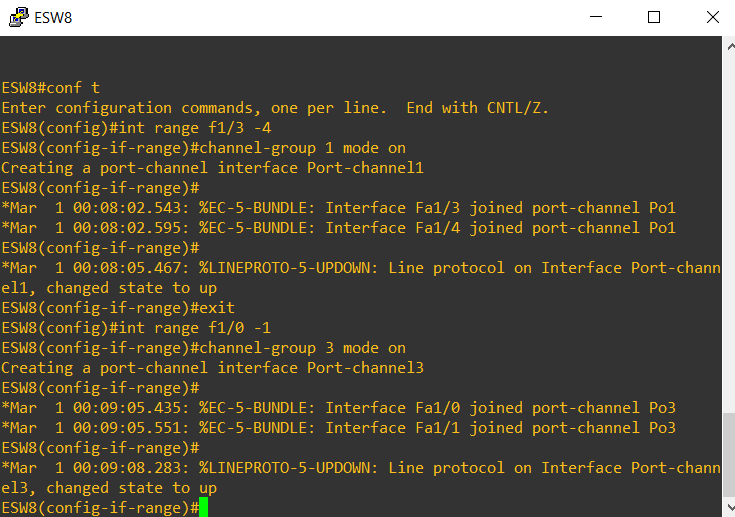 ESW8
ESW8#conf t
Enter configuration commands, one per line.  End with CNTL/Z.
ESW8(config)#int range f1/3 -4
ESW8(config-if-range)#channel-group 1 mode on
Creating a port-channel interface Port-channel1
ESW8(config-if-range)#
*Mar  1 00:08:02.543: %EC-5-BUNDLE: Interface Fa1/3 joined port-channel Po1
*Mar  1 00:08:02.595: %EC-5-BUNDLE: Interface Fa1/4 joined port-channel Po1
ESW8(config-if-range)#
*Mar  1 00:08:05.467: %LINEPROTO-5-UPDOWN: Line protocol on Interface Port-chann
el1, changed state to up
ESW8(config-if-range)#exit
ESW8(config)#int range f1/0 -1
ESW8(config-if-range)#channel-group 3 mode on
Creating a port-channel interface Port-channel3
ESW8(config-if-range)#
*Mar  1 00:09:05.435: %EC-5-BUNDLE: Interface Fa1/0 joined port-channel Po3
*Mar  1 00:09:05.551: %EC-5-BUNDLE: Interface Fa1/1 joined port-channel Po3
ESW8(config-if-range)#
*Mar  1 00:09:08.283: %LINEPROTO-5-UPDOWN: Line protocol on Interface Port-chann
el3, changed state to up
ESW8(config-if-range)#